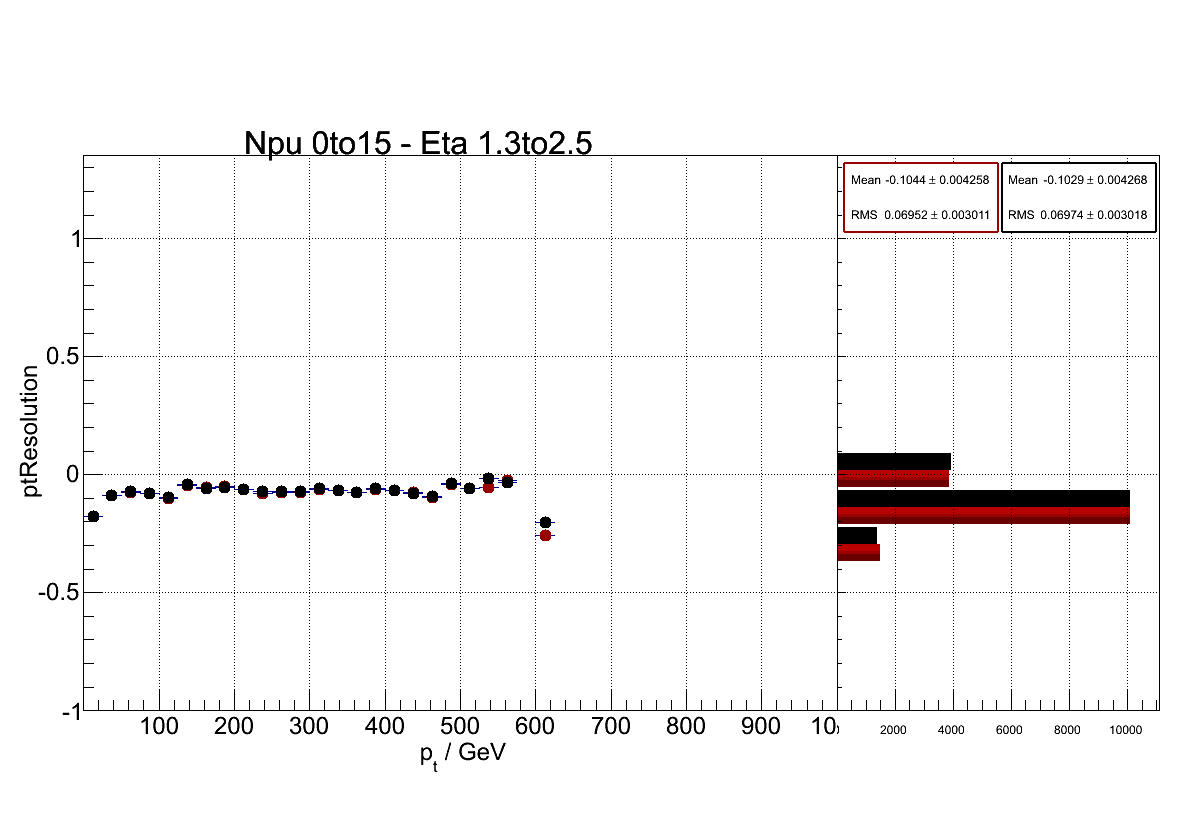 Npu 0to15 - Eta 1.3to2.5
Mean -0.1044 ± 0.004258
RMS 0.06952 ± 0.003011
Mean -0.1029 ± 0.004268
RMS 0.06974 ± 0.003018
ptResolution
1
0.5
0
-0.5
-1
100 200 300 400 500 600 700 800 900 10
2000 4000 6000 8000 10000
pt / GeV